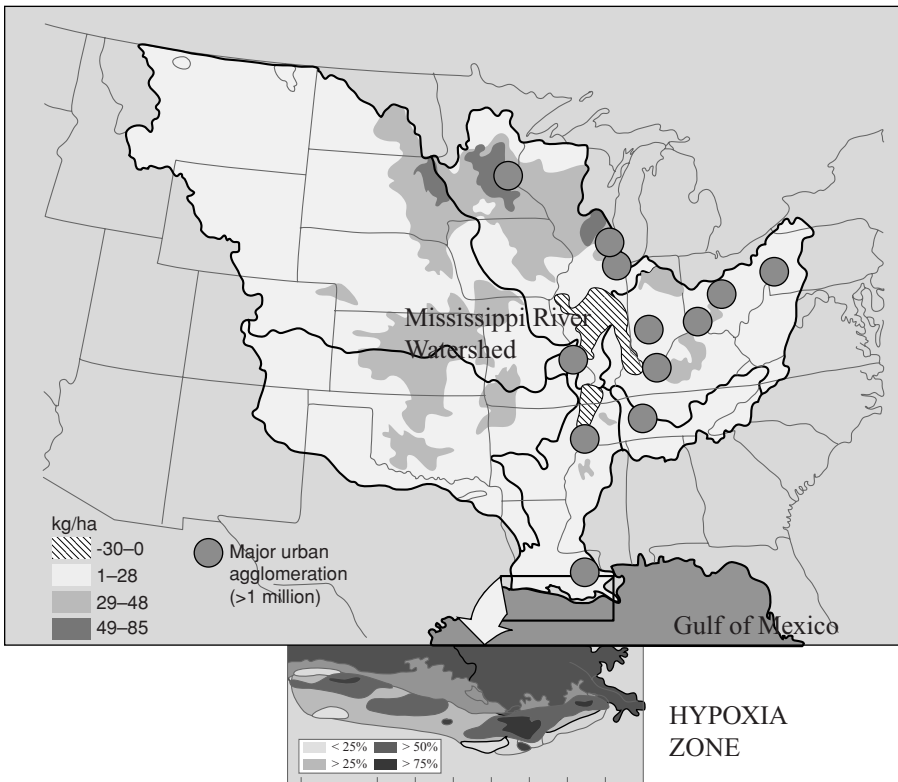 Mississippi River
Watershed
kg/ha
-30–0
1–28
29–48
49–85
Major urban
agglomeration
(>1 million)
Gulf of Mexico
HYPOXIA
ZONE
< 25% > 50%
> 25% > 75%